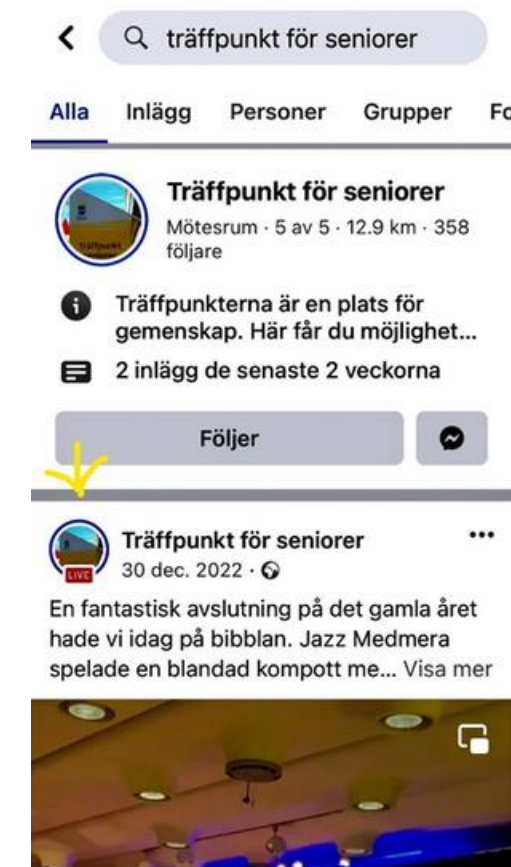 träffpunkt för seniorer
Alla Inlägg Personer Grupper Fo
Träffpunkt för seniorer
Mötesrum · 5 av 5 · 12.9 km · 358
följare
Träffpunkterna är en plats för
gemenskap. Här får du möjlighet...
2 inlägg de senaste 2 veckorna
Följer
Träffpunkt för seniorer
LIVE
30 dec. 2022 ·
En fantastisk avslutning på det gamla året
hade vi idag på bibblan. Jazz Medmera
spelade en blandad kompott me... Visa mer